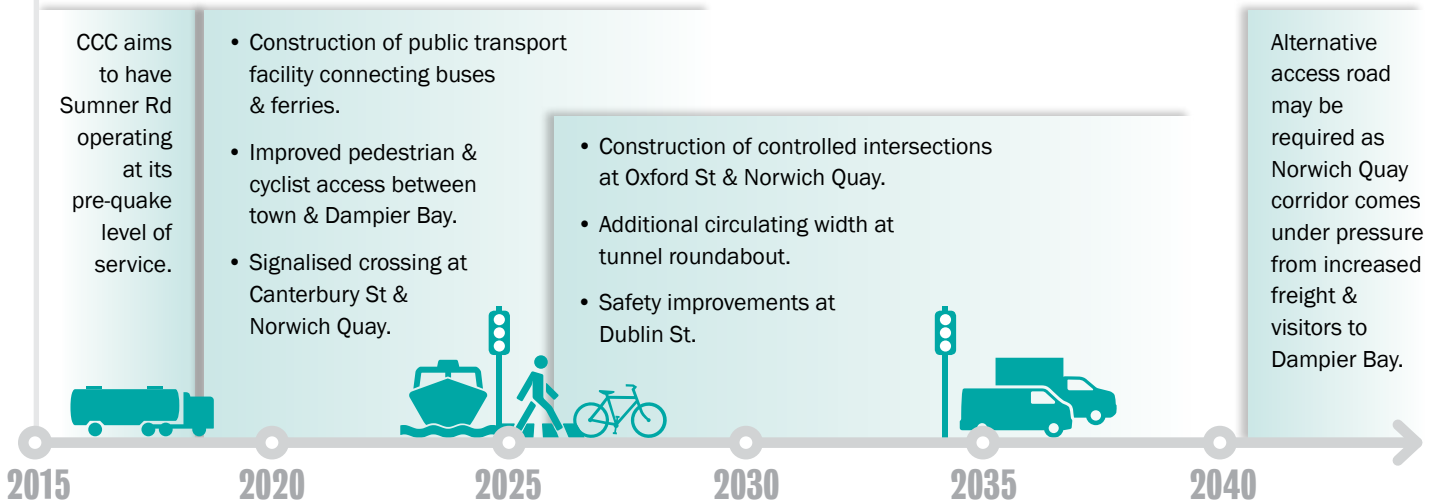 CCC aims
to have
Sumner Rd
operating
at its
pre-quake
level of
service.
• Construction of public transport
facility connecting buses
& ferries.
• Improved pedestrian &
cyclist access between
town & Dampier Bay.
• Signalised crossing at
Canterbury St &
Norwich Quay.
• Construction of controlled intersections
at Oxford St & Norwich Quay.
• Additional circulating width at
tunnel roundabout.
• Safety improvements at
Dublin St.
Alternative
access road
may be
required as
Norwich Quay
corridor comes
under pressure
from increased
freight &
visitors to
Dampier Bay.
2015 2020 2025 2030 2035 2040